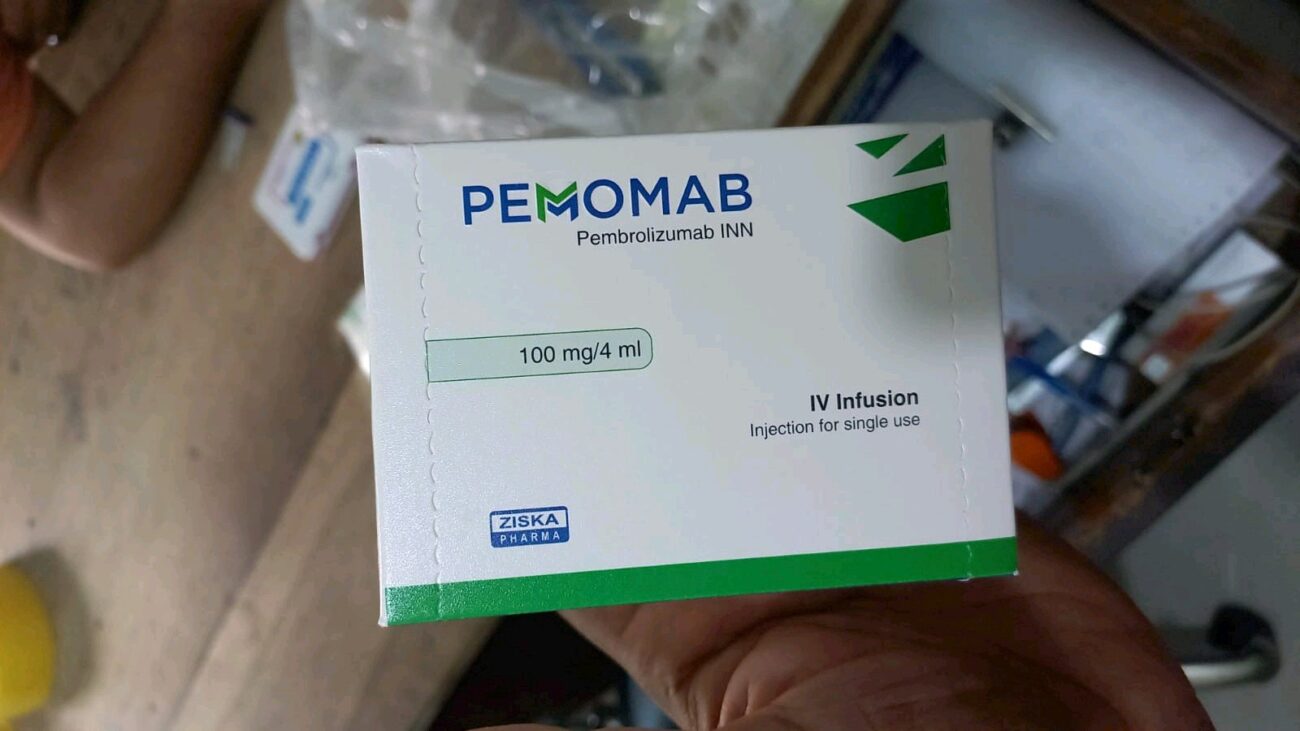 PEMOMAB
Pembrolizumab INN
100 mg/4 ml
IV Infusion
Injection for single use
ZISKA
PHARMA